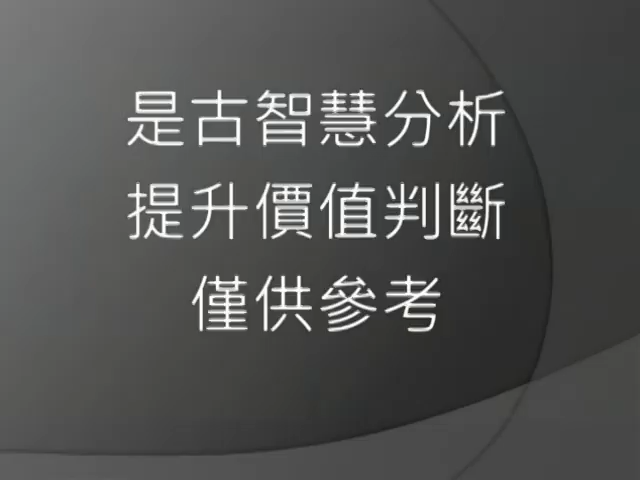 是古智慧分析
提升價值判斷
僅供參考